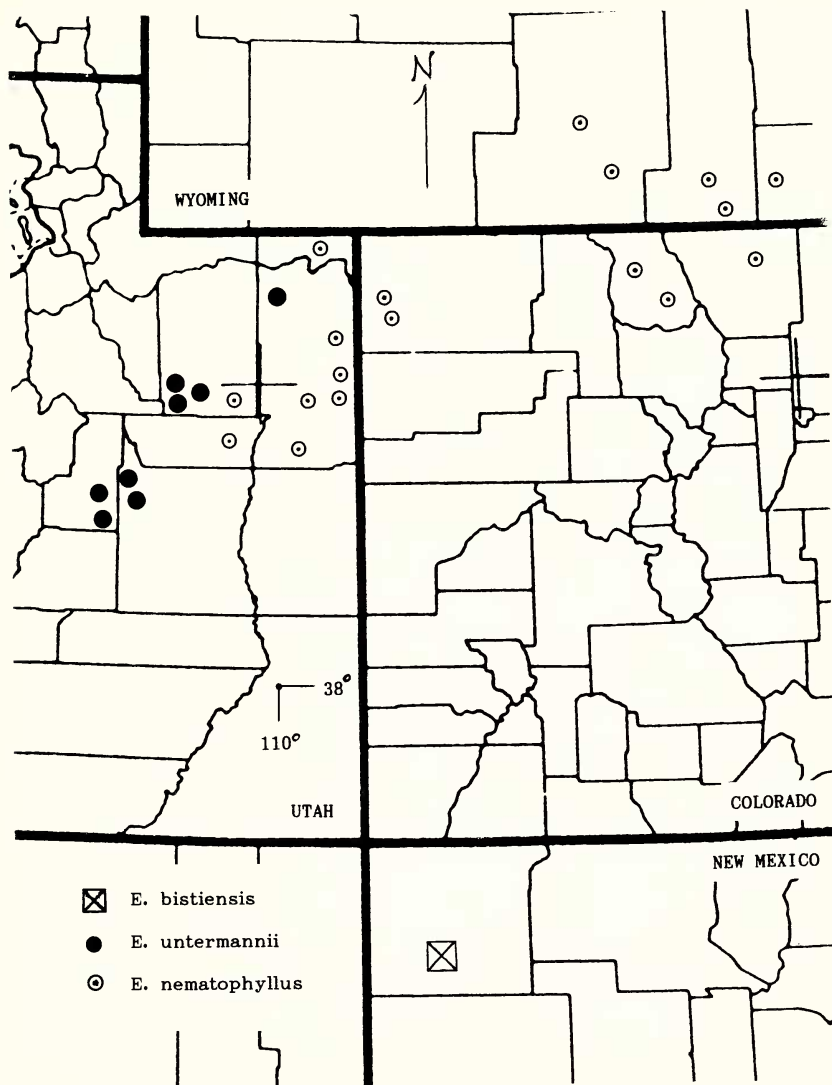 N
WYOMING
38°
110°
UTAH
COLORADO
NEW MEXICO
E. bistiensis
E. untermannii
E. nematophyllus